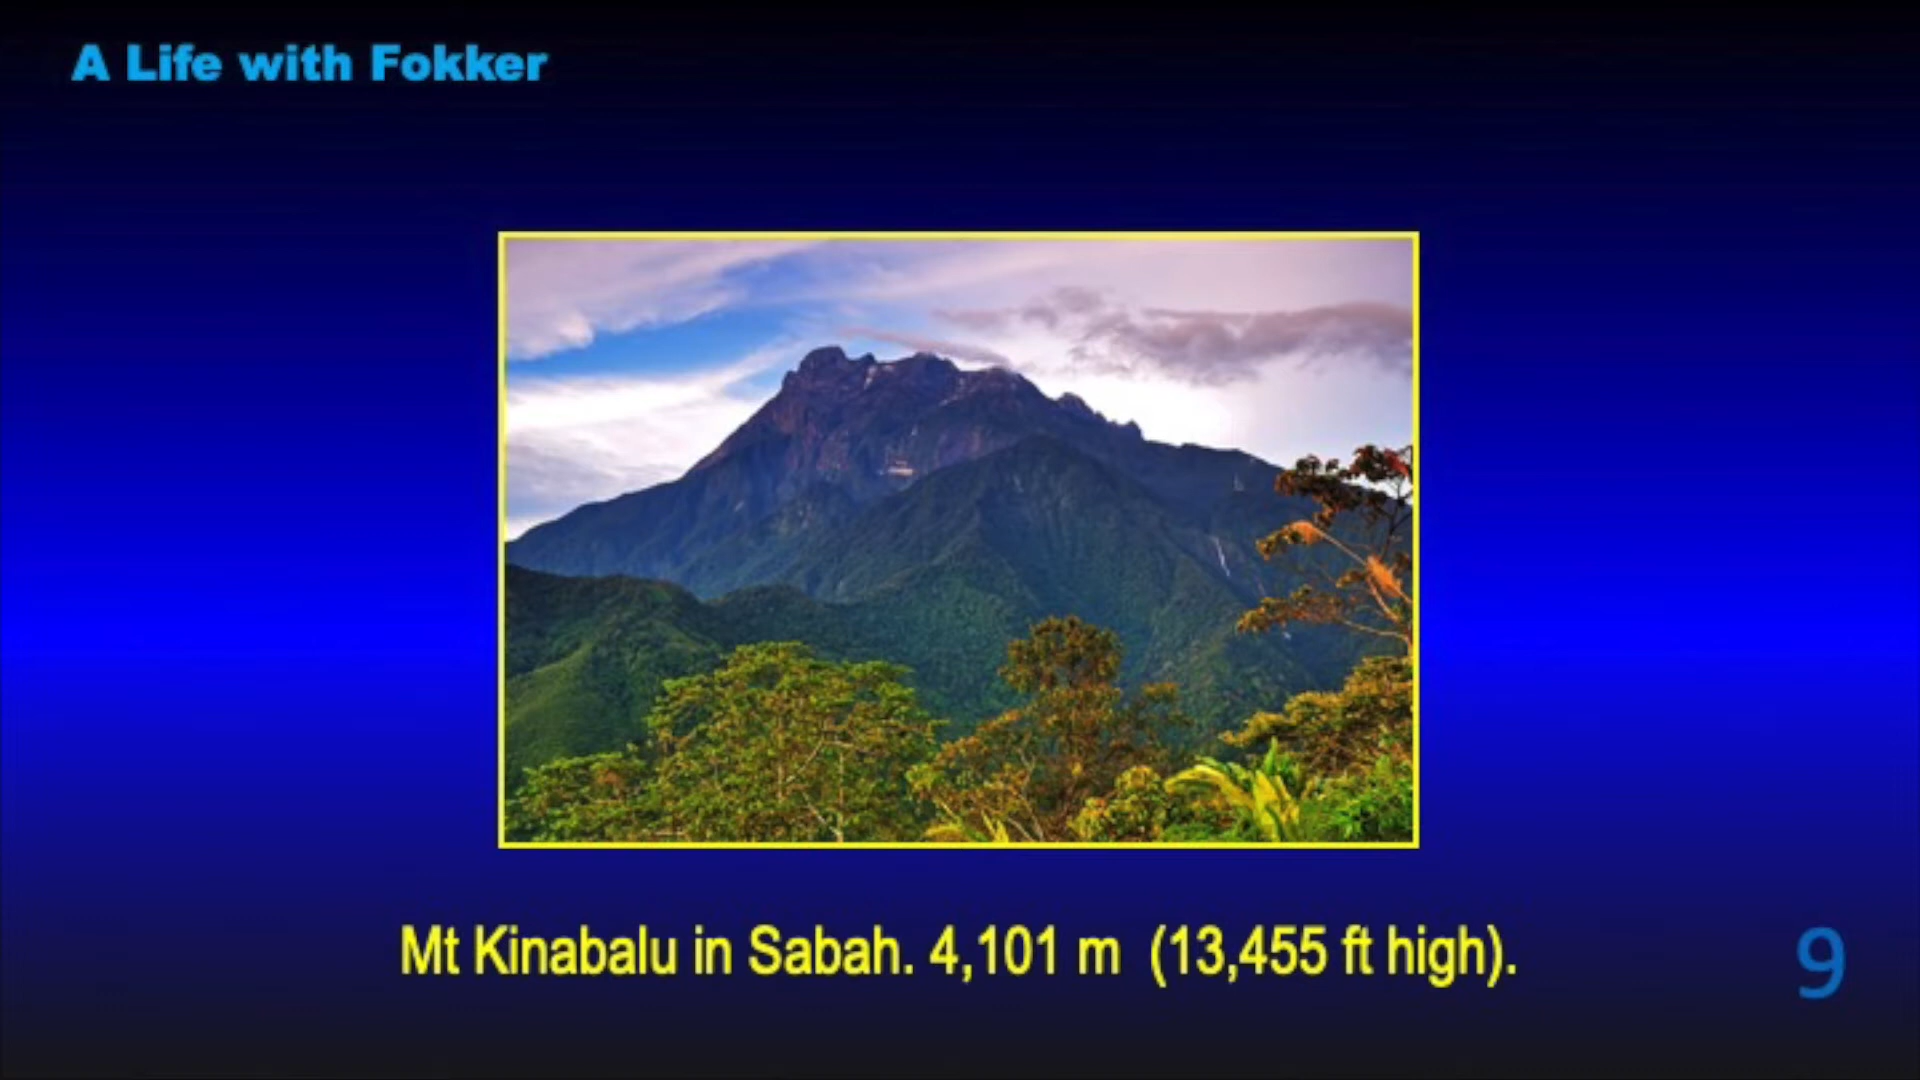 A Life with Fokker
Mt Kinabalu in Sabah. 4,101 m  (13,455 ft high).
9